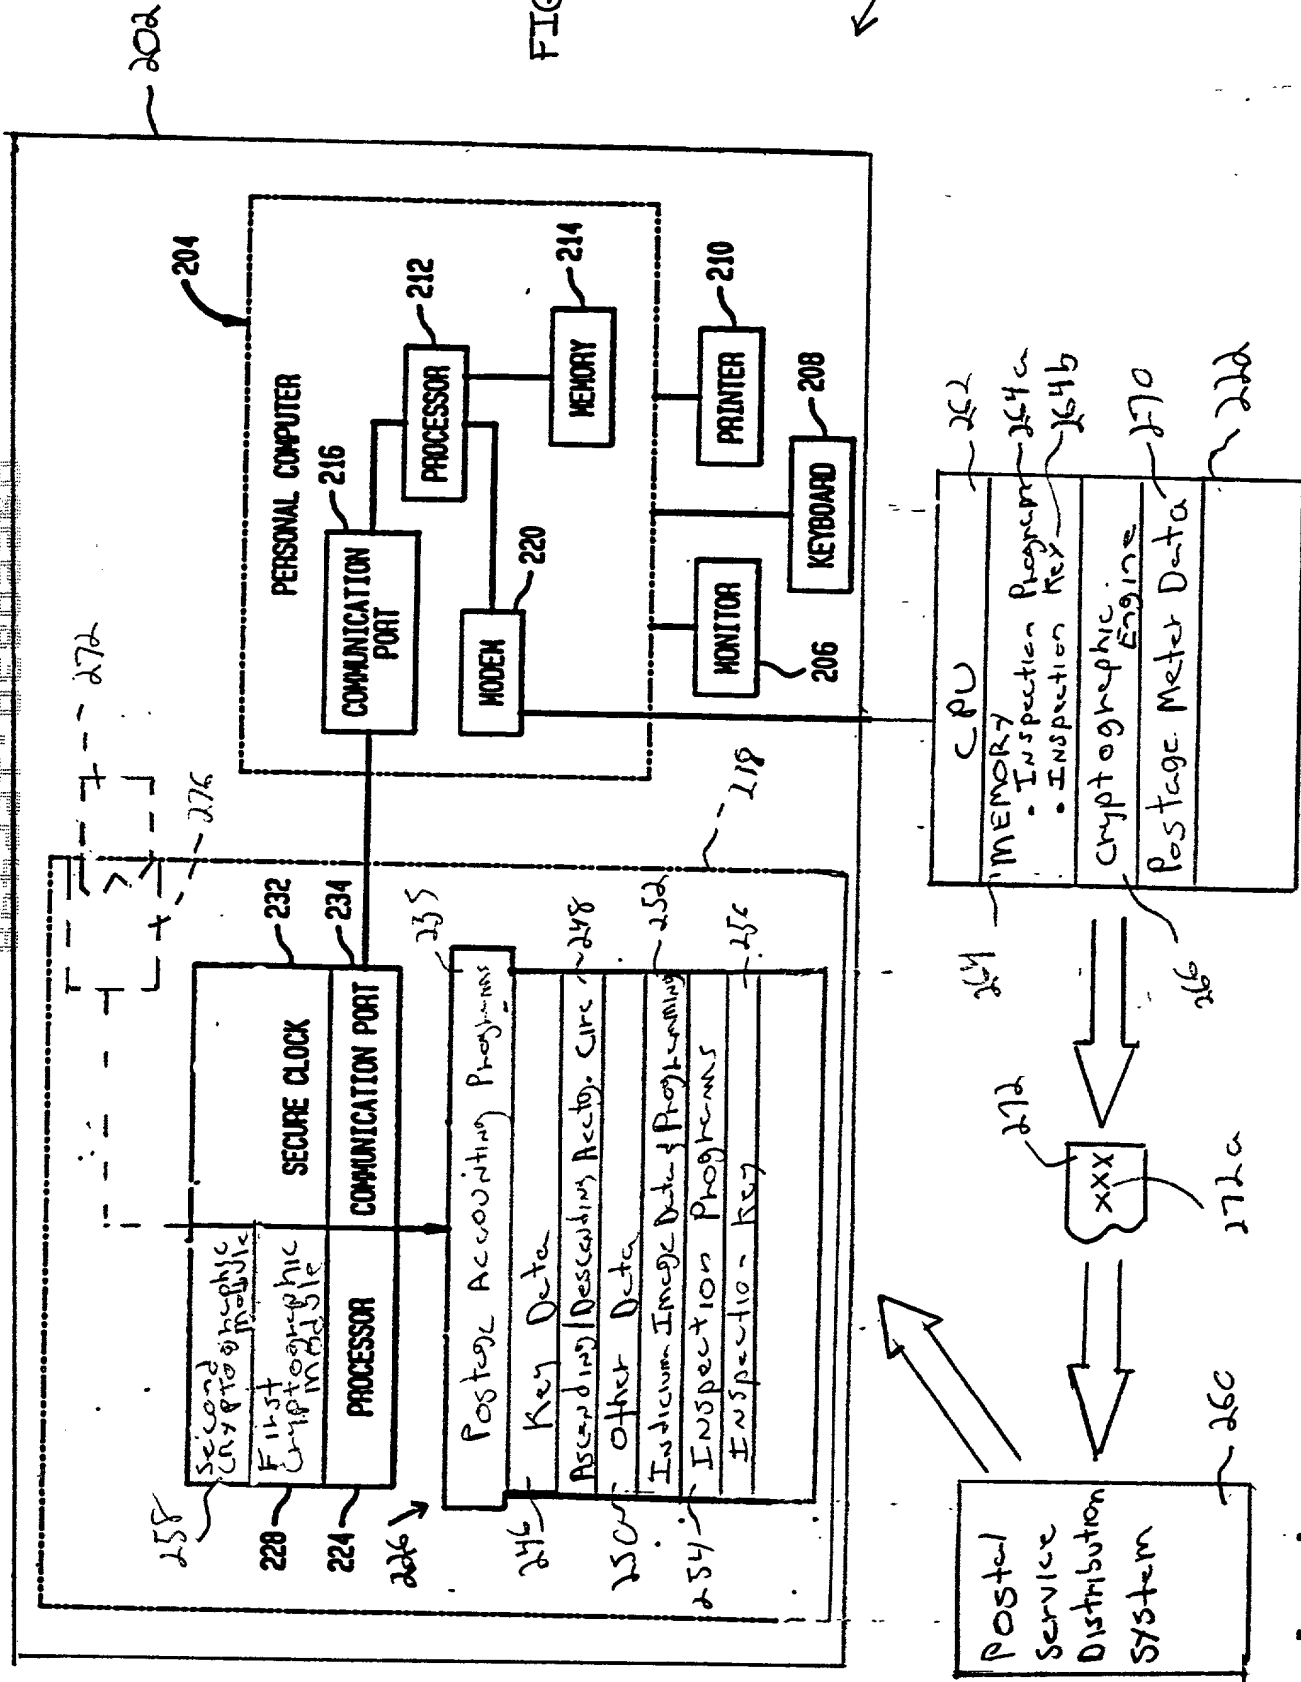 FIG
202
204
PERSONAL COMPUTER
216
COMMUNICATION
PORT
212
PROCESSOR
214
MEMORY
220
MODEM
210
PRINTER
208
KEYBOARD
MONITOR
206
272
276
218
258
Second
Cryptographic
Module
SECURE CLOCK
232
228
First
Cryptographic
Module
224
PROCESSOR
COMMUNICATION PORT
234
226
235
Postage Accounting Programs
246
Key Data
Ascending/Descending Acctg. Circ
248
250
Other Data
Indicium Image Data & Programming
252
254
Inspection Programs
Inspectio- Key
256
CPU
262
264
MEMORY
• Inspection Program
264a
• Inspection Key
264b
Cryptographic
Engine
266
Postage Meter Data
270
222
272
XXX
272a
Postal
Service
Distribution
System
260